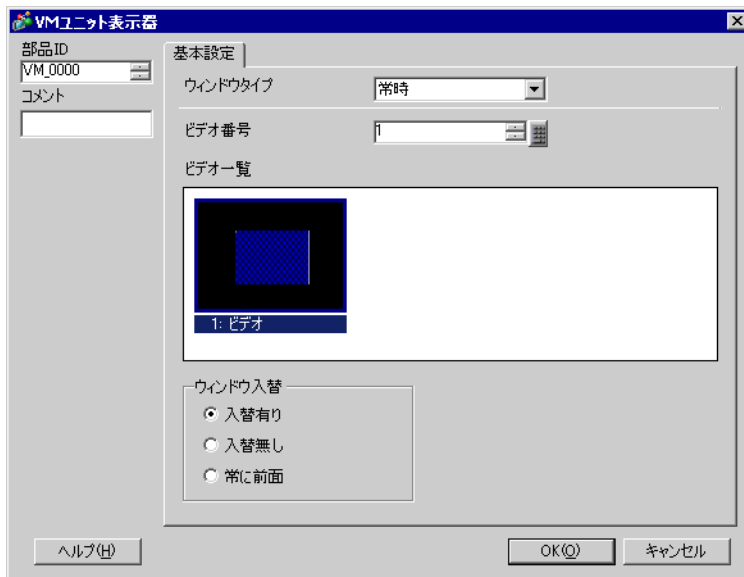 VMユニット表示器
部品ID
VM_0000
コメント
基本設定
ウィンドウタイプ
常時
ビデオ番号
1
ビデオ一覧
1: ビデオ
ウィンドウ入替
入替有り
入替無し
常に前面
ヘルプ(H)
OK(O)
キャンセル